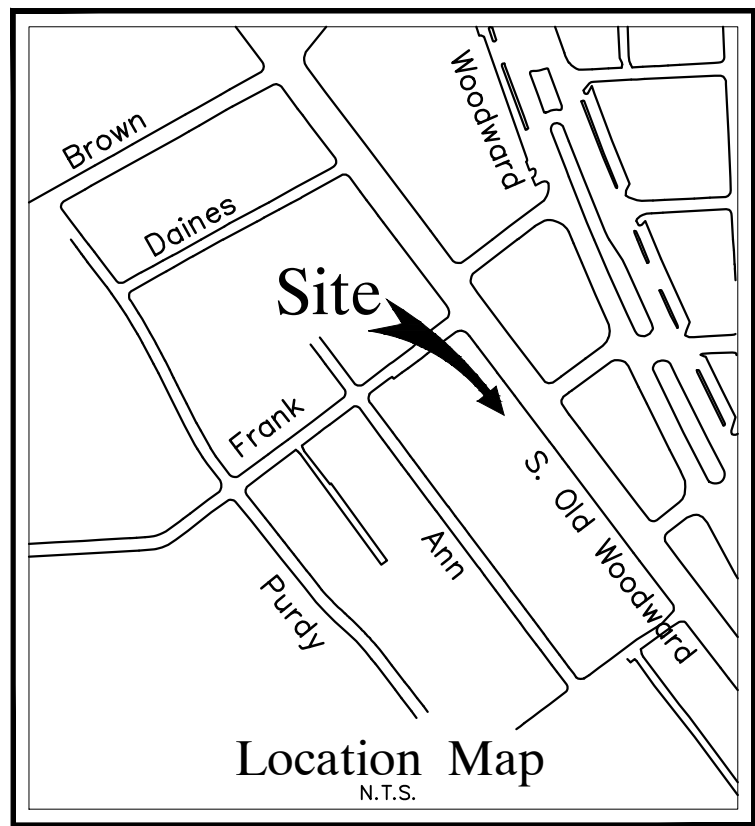 Woodward
Brown
Daines
Site
Frank
S. Old Woodward
Ann
Purdy
Location Map
N.T.S.